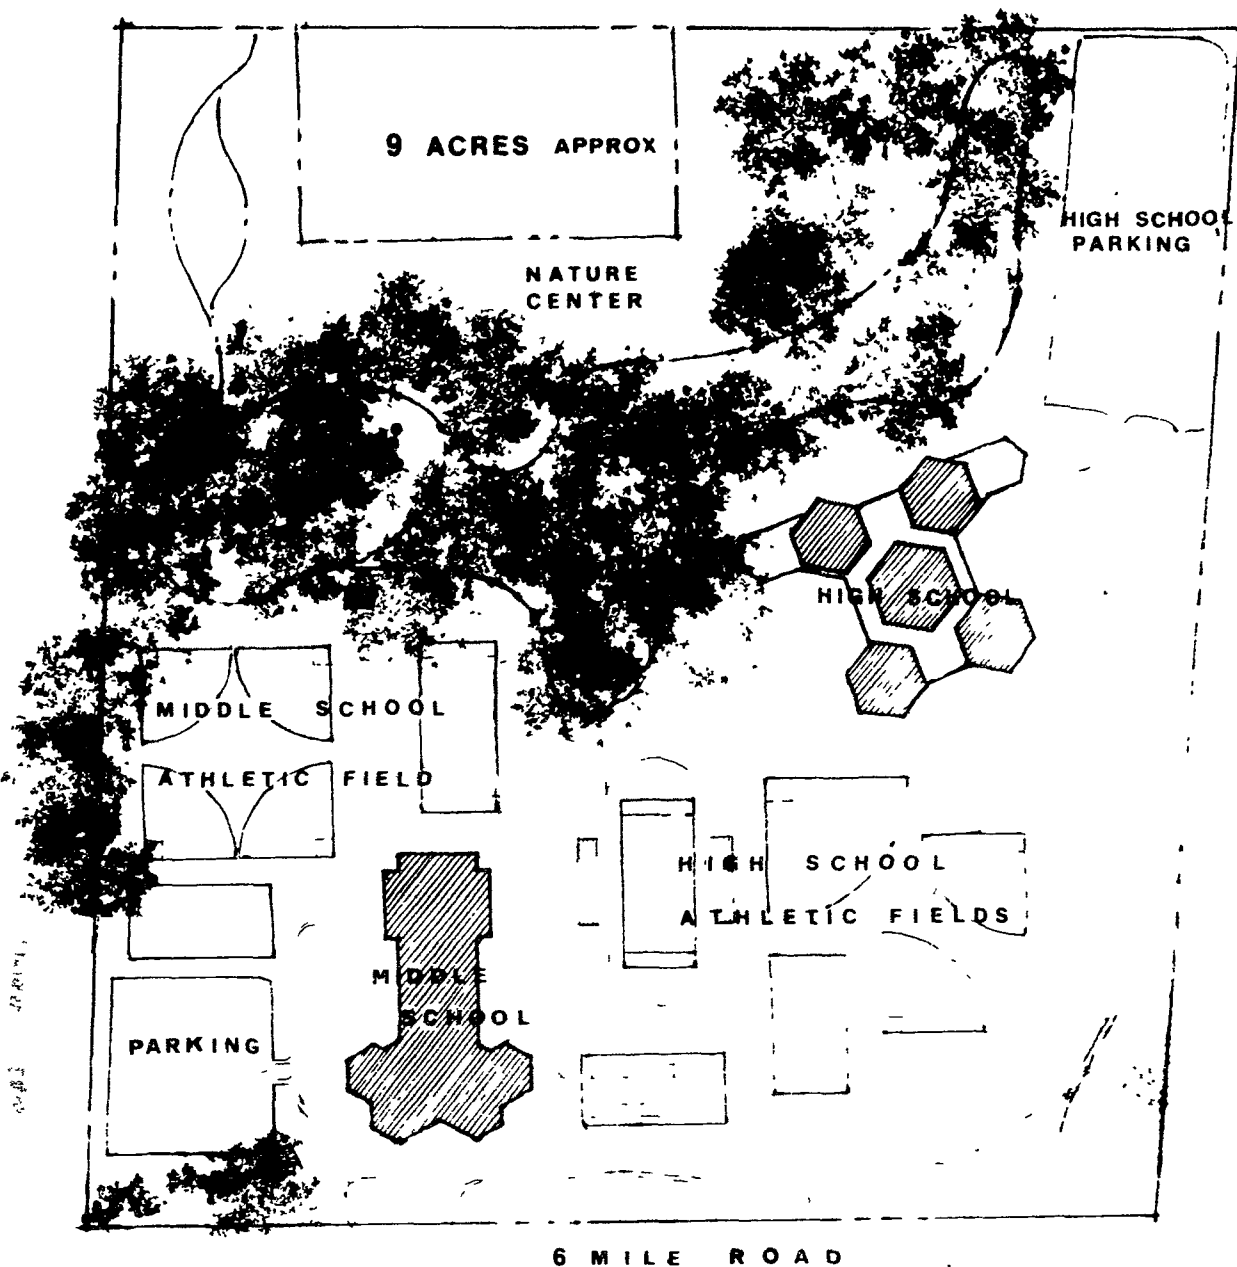 9 ACRES APPROX
HIGH SCHOOL
PARKING
NATURE
CENTER
HIGH SCHOOL
MIDDLE SCHOOL
ATHLETIC FIELD
HIGH SCHOOL
ATHLETIC FIELDS
MIDDLE
SCHOOL
PARKING
6 MILE ROAD